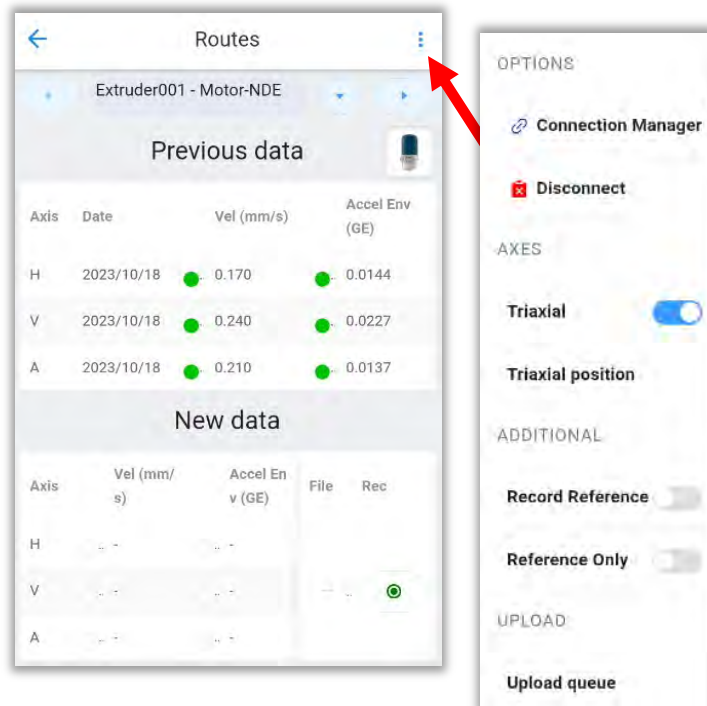 Routes
Extruder001 - Motor-NDE
Previous data
Axis Date Vel (mm/s) Accel Env
(GE)
H 2023/10/18 0.170 0.0144
V 2023/10/18 0.240 0.0227
A 2023/10/18 0.210 0.0137
New data
Axis Vel (mm/ Accel En File Rec
s) v (GE)
H .. - .. -
V .. - .. - -- ..
A .. - .. -
OPTIONS
Connection Manager
Disconnect
AXES
Triaxial
Triaxial position
ADDITIONAL
Record Reference
Reference Only
UPLOAD
Upload queue